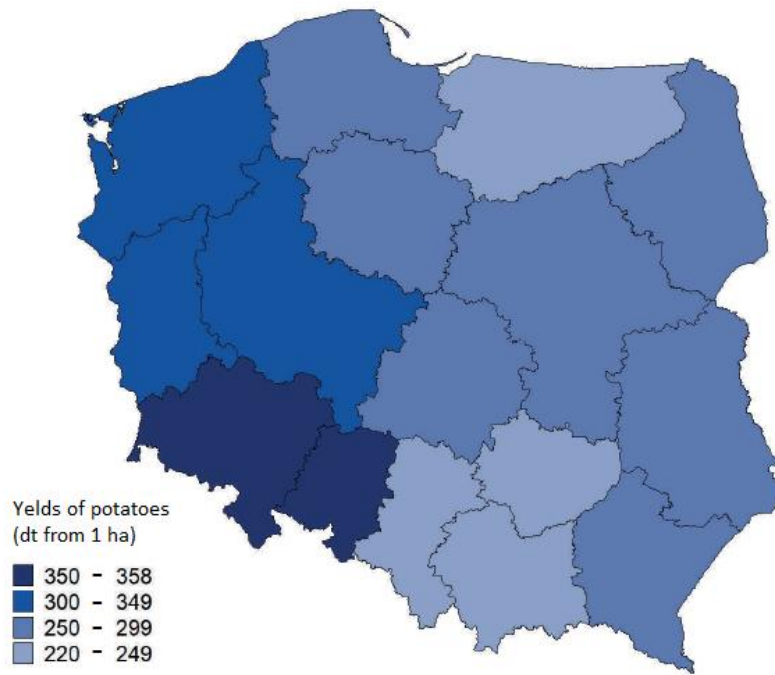 Yelds of potatoes
(dt from 1 ha)
350 - 358
300 - 349
250 - 299
220 - 249